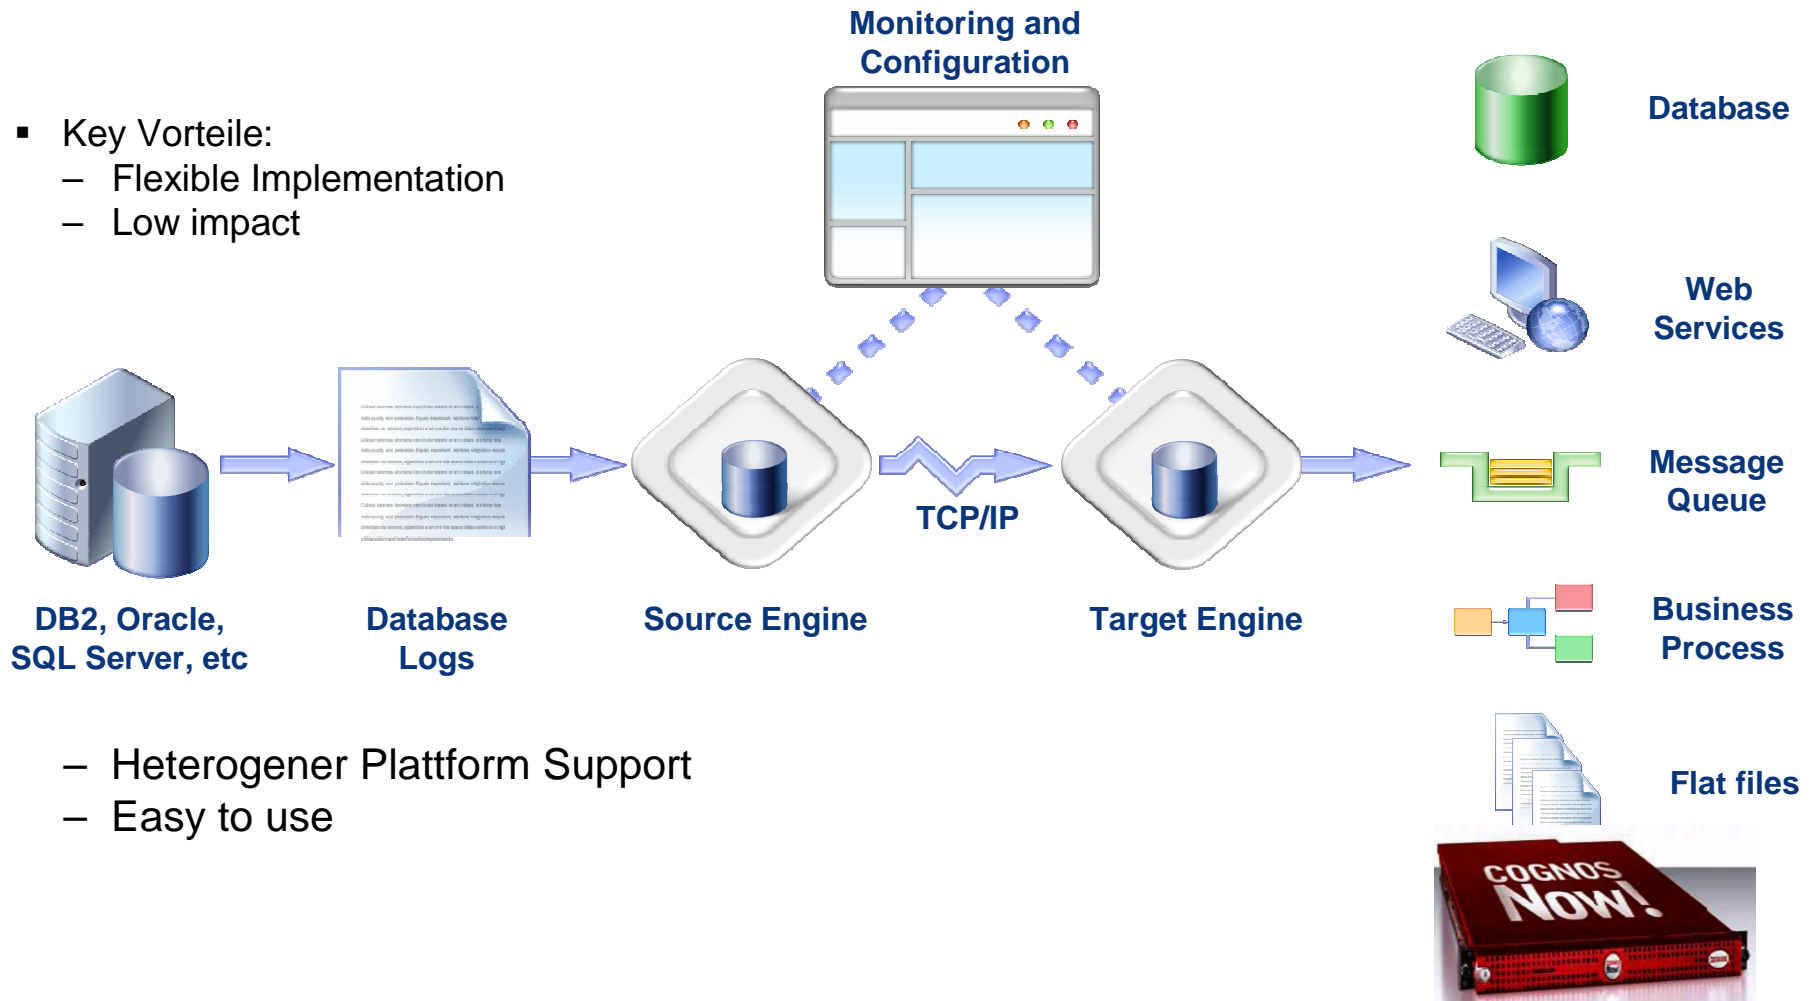 Monitoring and
Configuration
▪ Key Vorteile:
– Flexible Implementation
– Low impact
Database
Web
Services
Message
Queue
TCP/IP
DB2, Oracle,
SQL Server, etc
Database
Logs
Source Engine
Target Engine
Business
Process
– Heterogener Plattform Support
– Easy to use
Flat files
COGNOS
NOW!